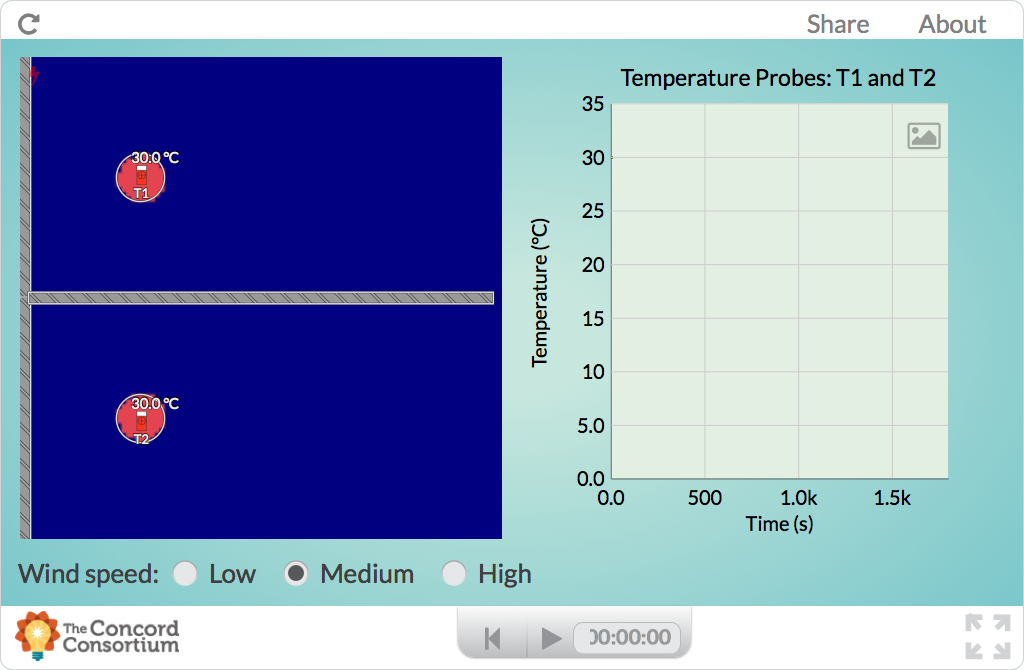 Share About
Temperature Probes: T1 and T2
35
30
25
20
15
10
5.0
0.0
Temperature (°C)
0.0 500 1.0k 1.5k
Time (s)
30.0 °C
T1
30.0 °C
T2
Wind speed: Low Medium High
The Concord
Consortium
00:00:00